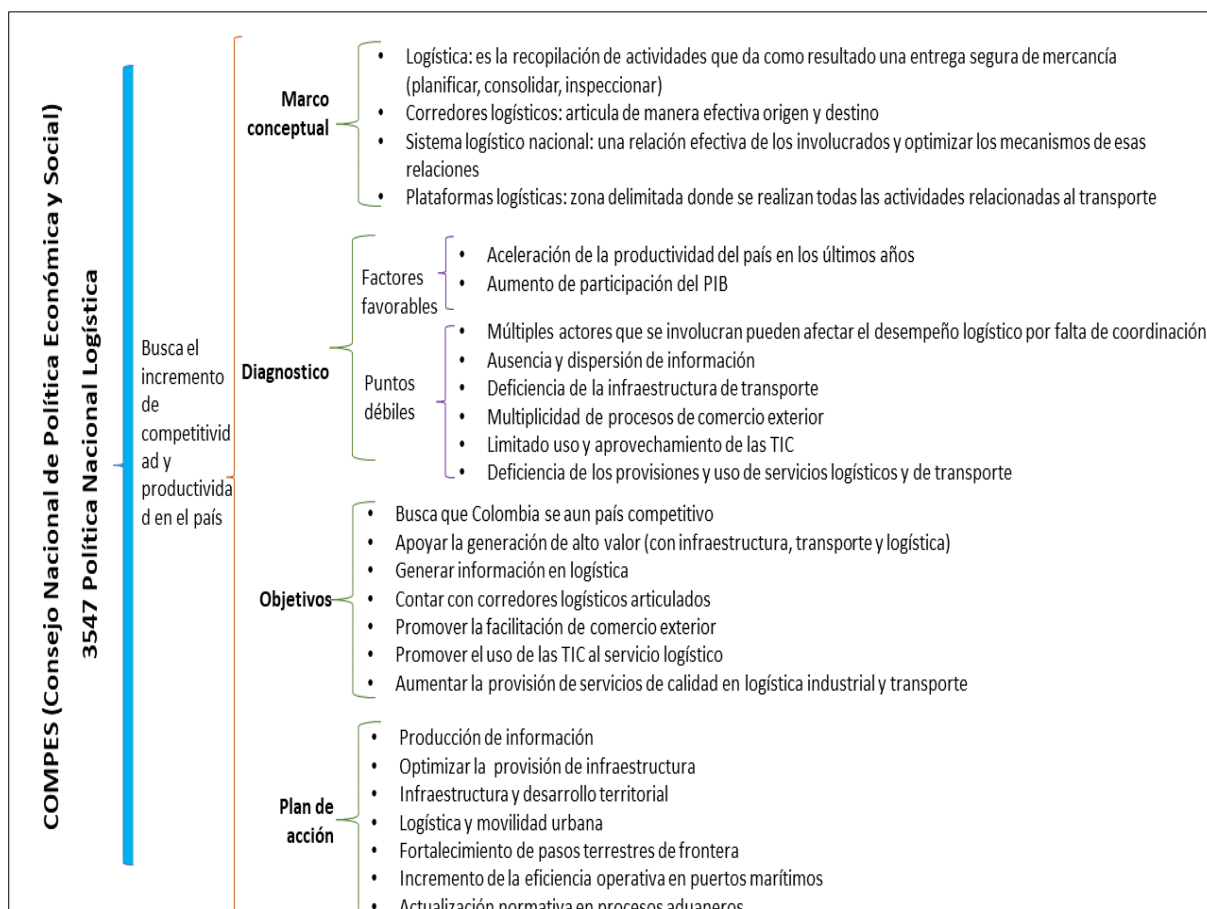 COMPES (Consejo Nacional de Política Económica y Social)
3547 Política Nacional Logística
Busca el
incremento
de
competitivid
ad y
productivida
d en el país
Marco
conceptual
• Logística: es la recopilación de actividades que da como resultado una entrega segura de mercancía
(planificar, consolidar, inspeccionar)
• Corredores logísticos: articula de manera efectiva origen y destino
• Sistema logístico nacional: una relación efectiva de los involucrados y optimizar los mecanismos de esas
relaciones
• Plataformas logísticas: zona delimitada donde se realizan todas las actividades relacionadas al transporte
Diagnostico
Factores
favorables
• Aceleración de la productividad del país en los últimos años
• Aumento de participación del PIB
Puntos
débiles
• Múltiples actores que se involucran pueden afectar el desempeño logístico por falta de coordinación
• Ausencia y dispersión de información
• Deficiencia de la infraestructura de transporte
• Multiplicidad de procesos de comercio exterior
• Limitado uso y aprovechamiento de las TIC
• Deficiencia de los provisiones y uso de servicios logísticos y de transporte
Objetivos
• Busca que Colombia se aun país competitivo
• Apoyar la generación de alto valor (con infraestructura, transporte y logística)
• Generar información en logística
• Contar con corredores logísticos articulados
• Promover la facilitación de comercio exterior
• Promover el uso de las TIC al servicio logístico
• Aumentar la provisión de servicios de calidad en logística industrial y transporte
Plan de
acción
• Producción de información
• Optimizar la provisión de infraestructura
• Infraestructura y desarrollo territorial
• Logística y movilidad urbana
• Fortalecimiento de pasos terrestres de frontera
• Incremento de la eficiencia operativa en puertos marítimos
• Actualización normativa en procesos aduaneros